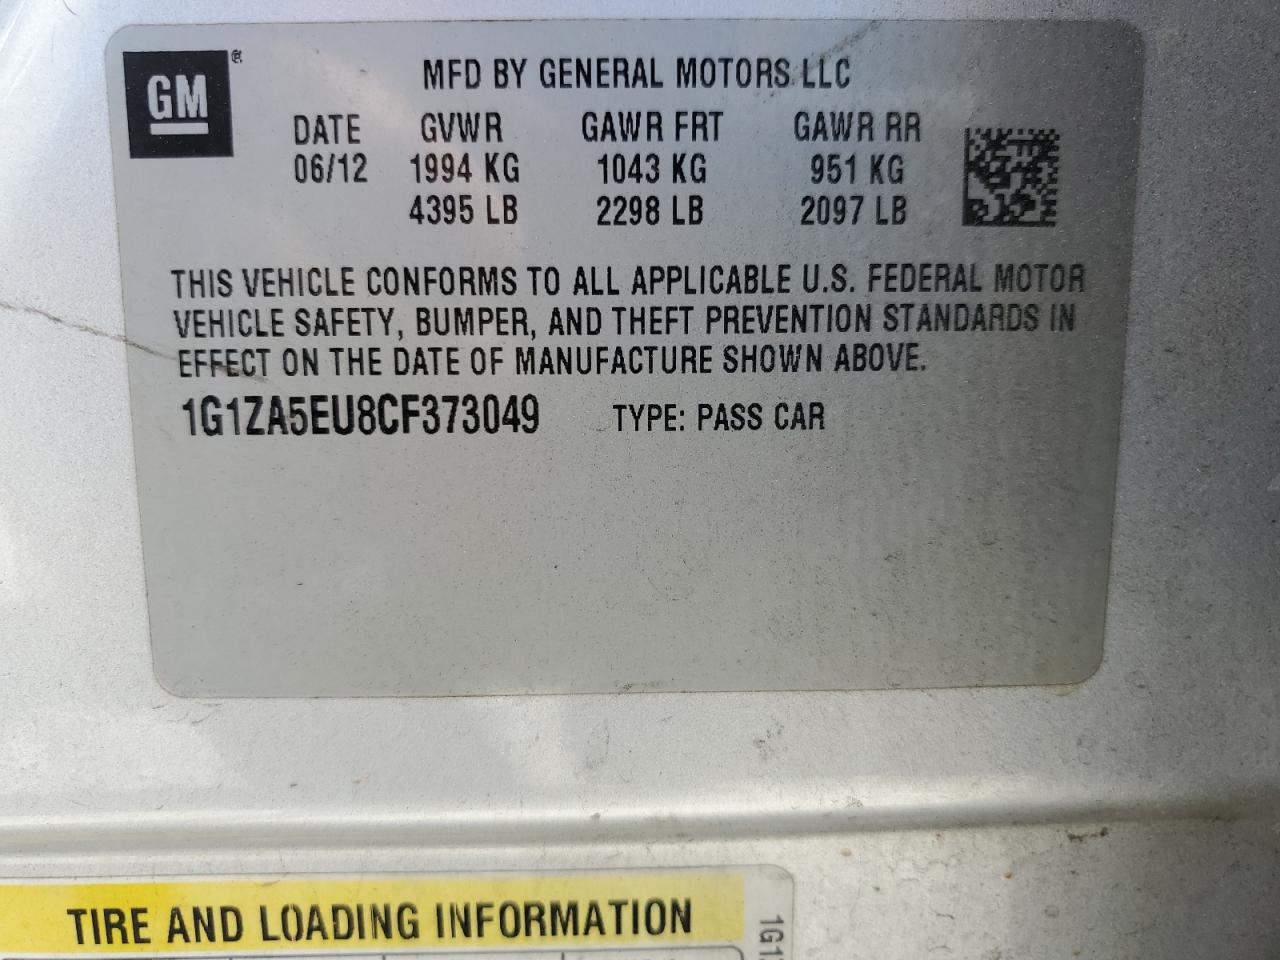 GM®
MFD BY GENERAL MOTORS LLC
DATE GVWR GAWR FRT GAWR RR
06/12 1994 KG 1043 KG 951 KG
4395 LB 2298 LB 2097 LB
THIS VEHICLE CONFORMS TO ALL APPLICABLE U.S. FEDERAL MOTOR
VEHICLE SAFETY, BUMPER, AND THEFT PREVENTION STANDARDS IN
EFFECT ON THE DATE OF MANUFACTURE SHOWN ABOVE.
1G1ZA5EU8CF373049 TYPE: PASS CAR
TIRE AND LOADING INFORMATION